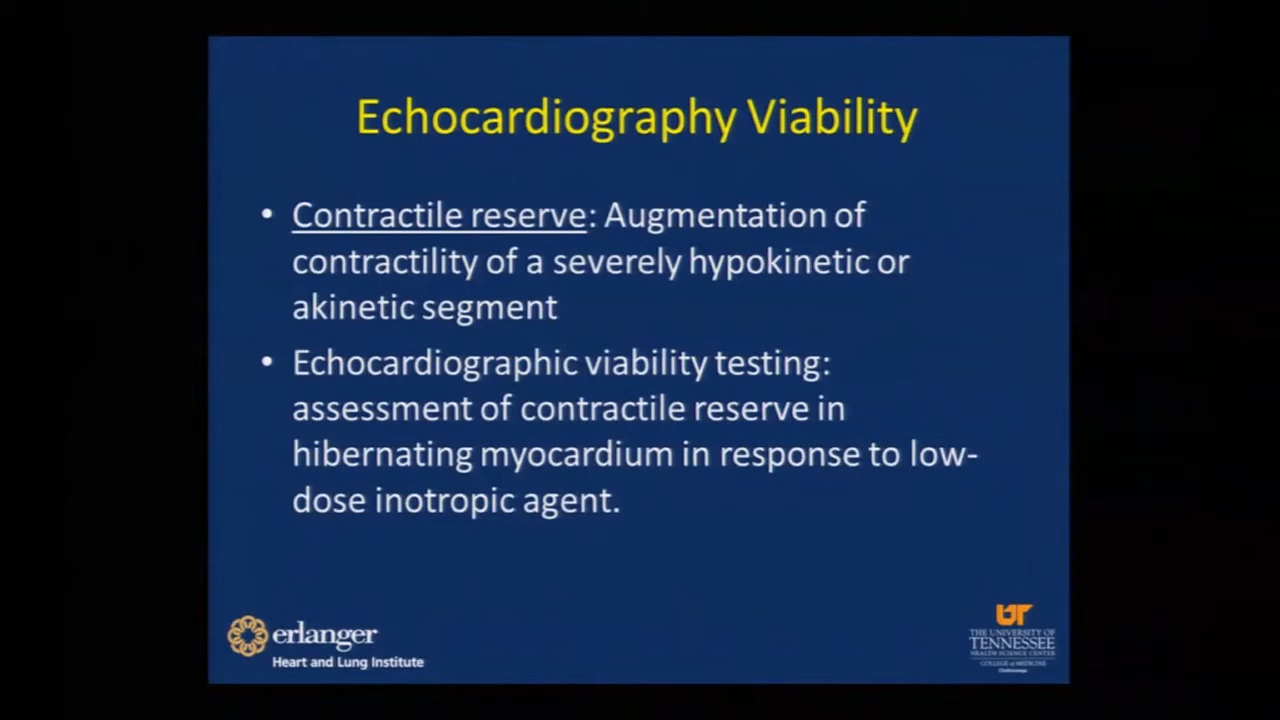 Echocardiography Viability
• Contractile reserve: Augmentation of
contractility of a severely hypokinetic or
akinetic segment
• Echocardiographic viability testing:
assessment of contractile reserve in
hibernating myocardium in response to low-
dose inotropic agent.
erlanger
Heart and Lung Institute
UT
THE UNIVERSITY OF
TENNESSEE
HEALTH SCIENCE CENTER
COLLEGE of MEDICINE
Chattanooga